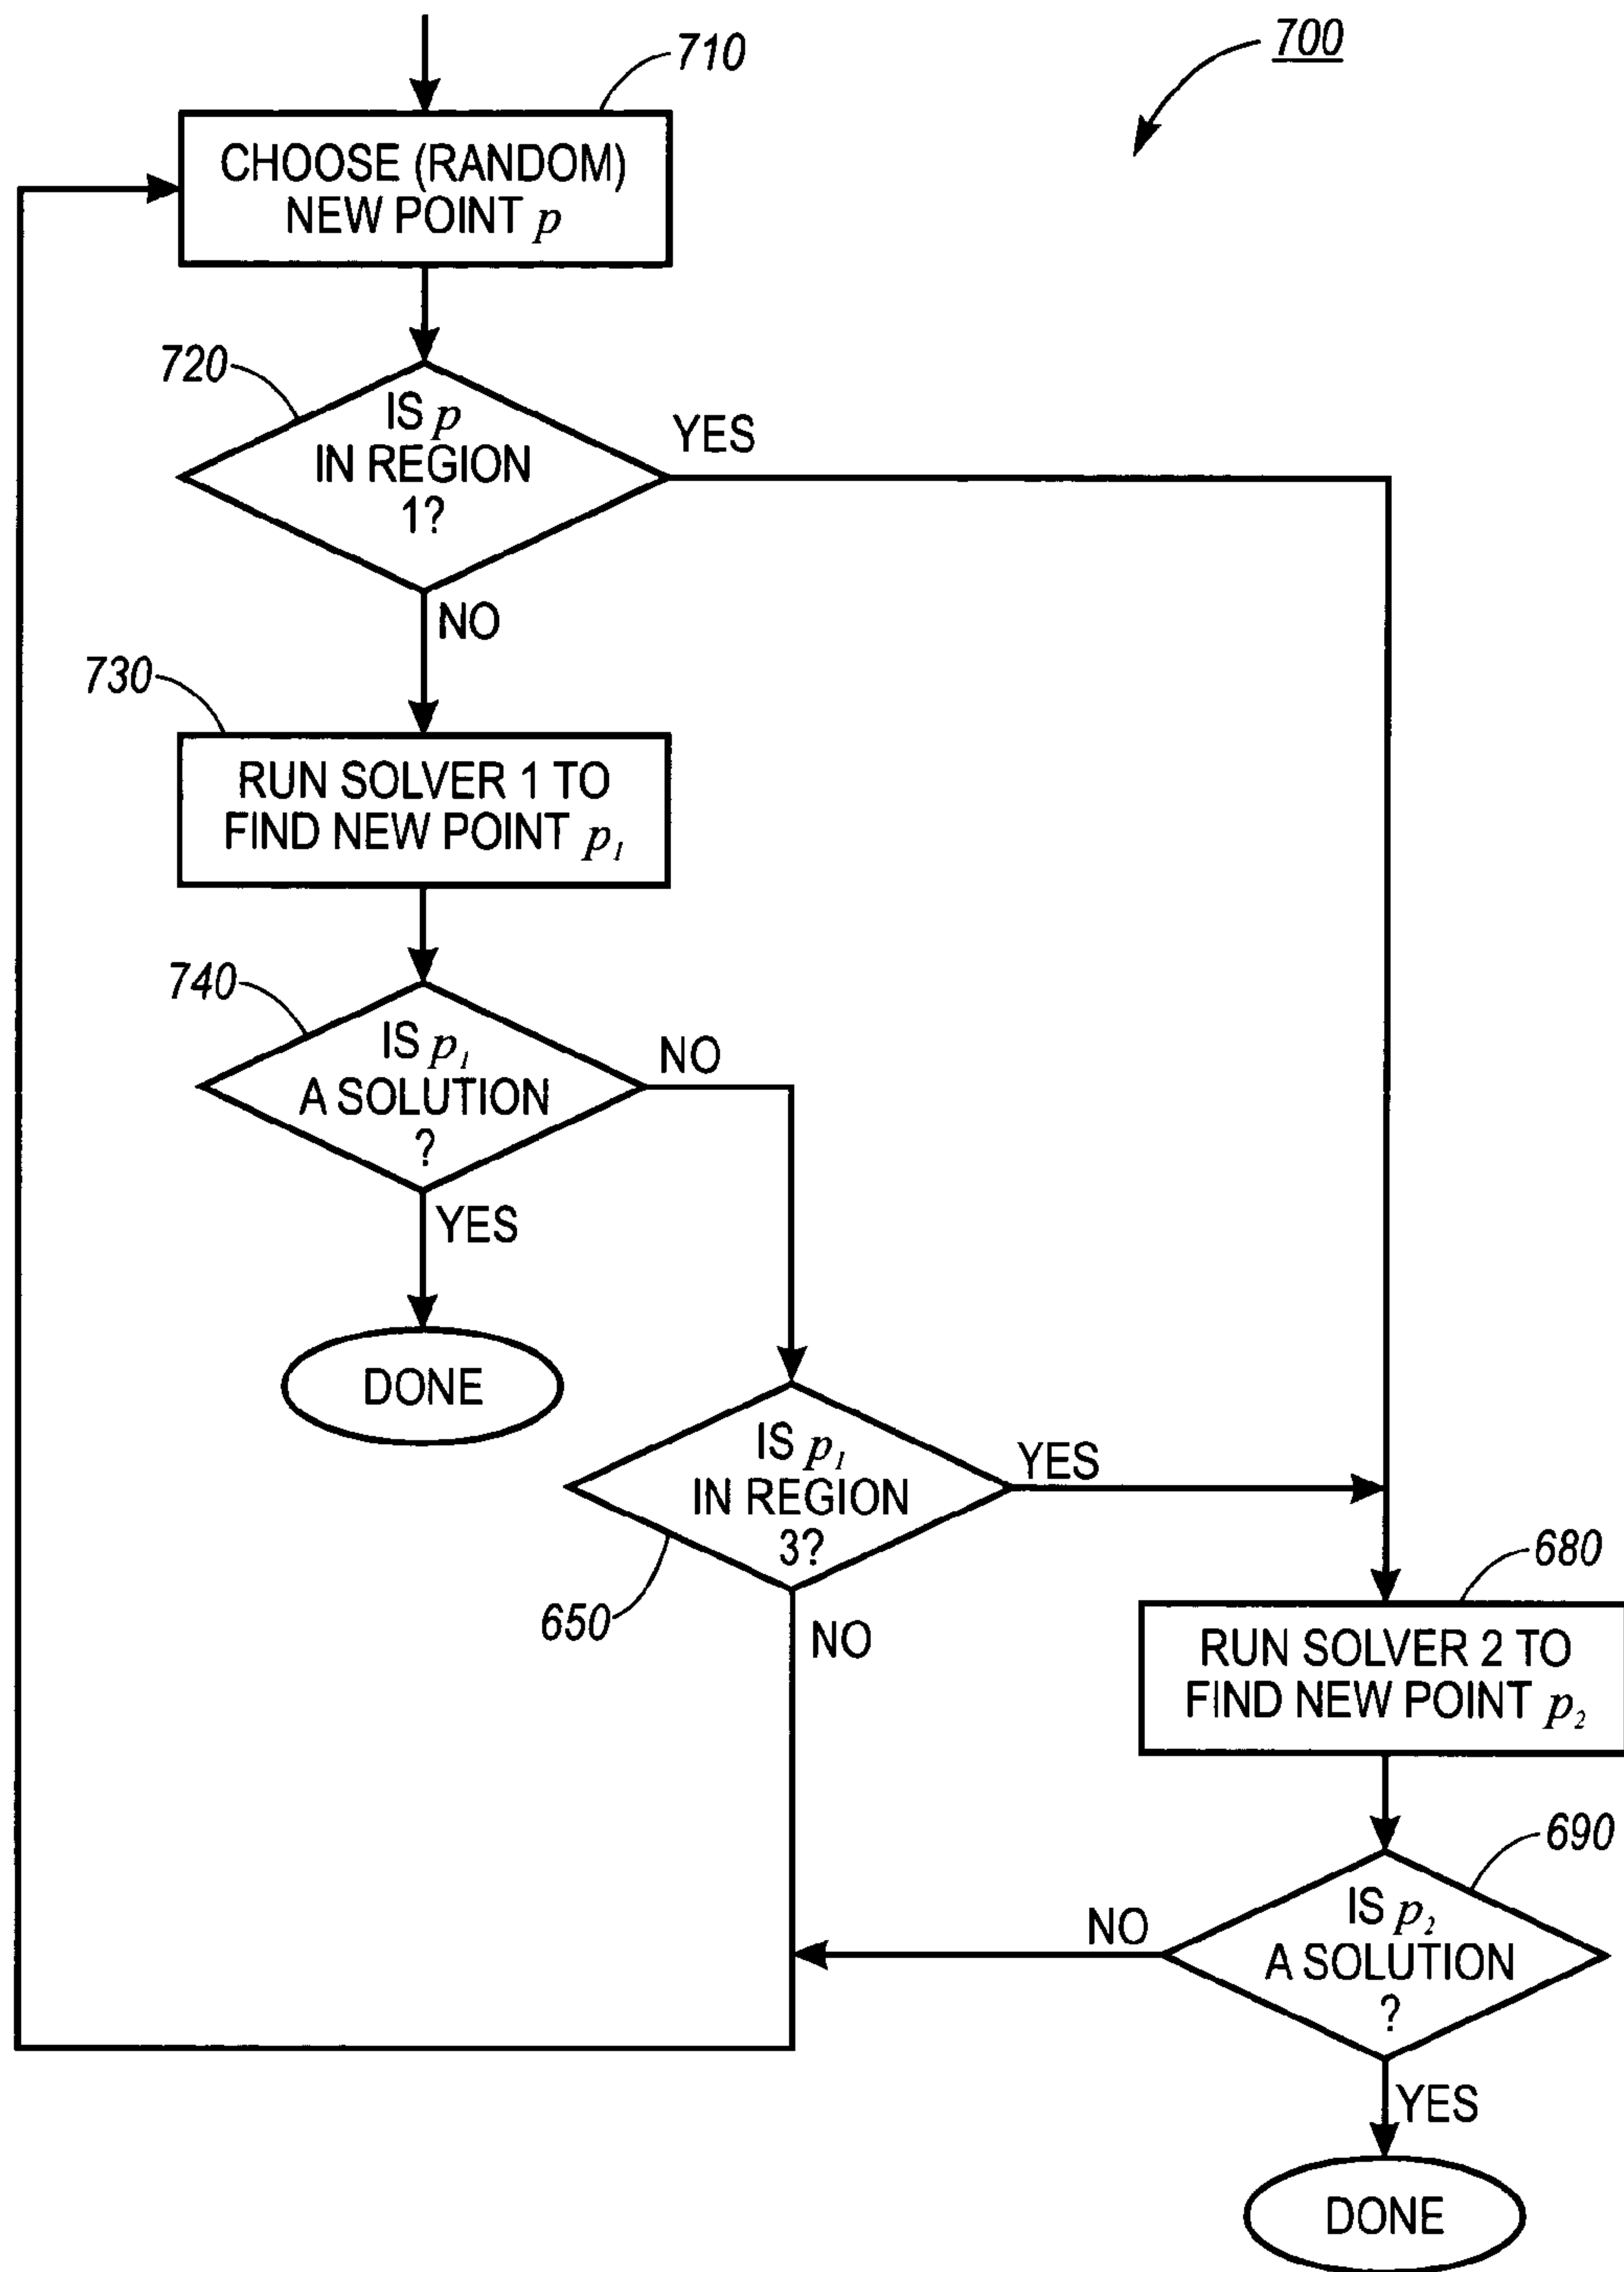 700
710
CHOOSE (RANDOM)
NEW POINT p
720
IS p
IN REGION
1?
YES
NO
730
RUN SOLVER 1 TO
FIND NEW POINT p₁
740
IS p₁
A SOLUTION
?
NO
YES
DONE
IS p₁
IN REGION
3?
YES
650
NO
680
RUN SOLVER 2 TO
FIND NEW POINT p₂
690
IS p₂
A SOLUTION
?
NO
YES
DONE